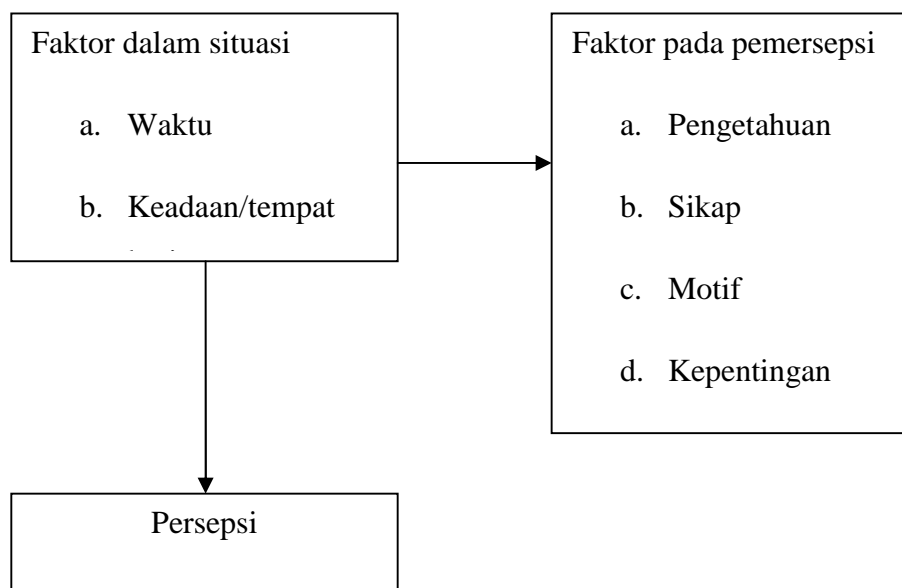 Faktor dalam situasi
a. Waktu
b. Keadaan/tempat
Faktor pada pemersepsi
a. Pengetahuan
b. Sikap
c. Motif
d. Kepentingan
Persepsi